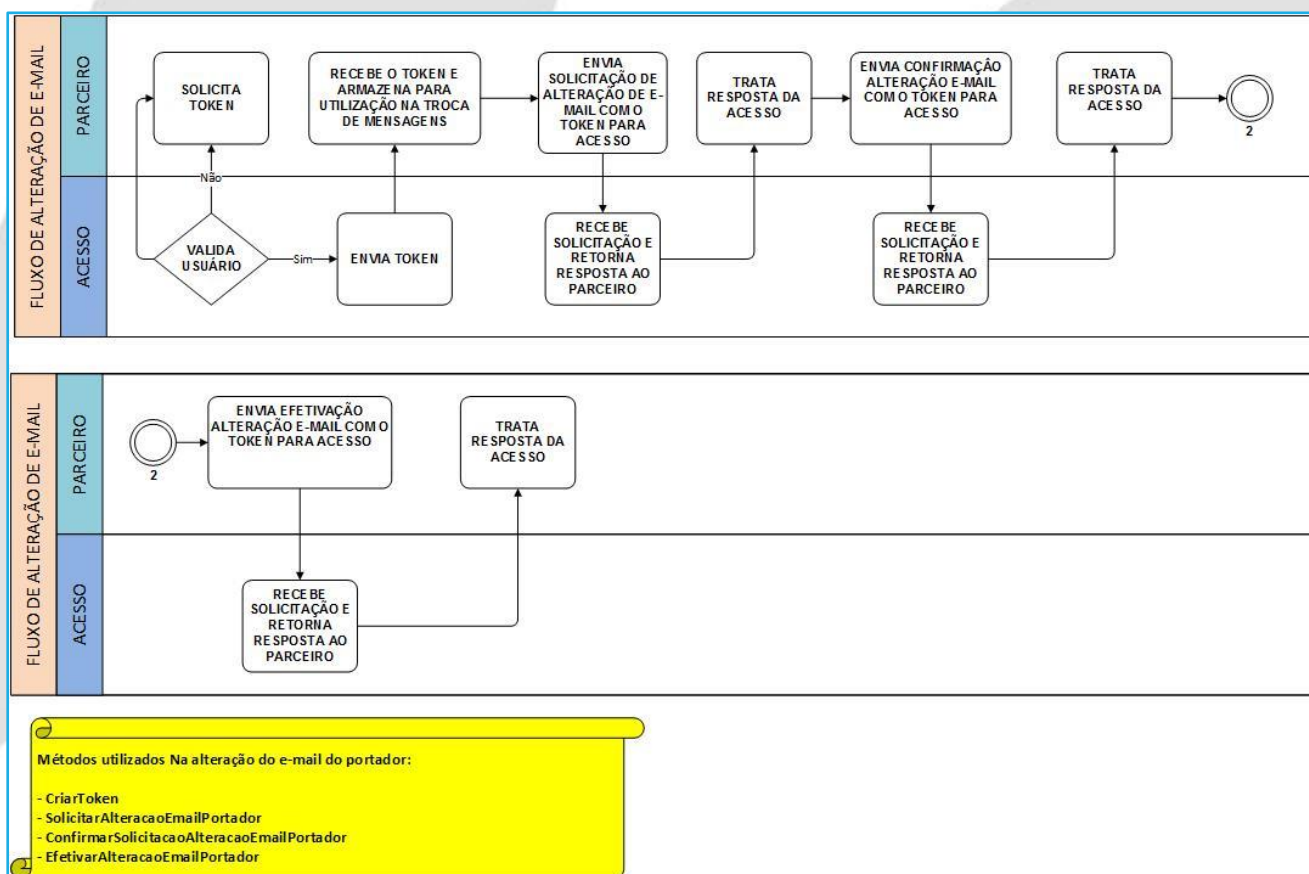 FLUXO DE ALTERAÇÃO DE E-MAIL
PARCEIRO
SOLICITA
TOKEN
RECEBE O TOKEN E
ARMAZENA PARA
UTILIZAÇÃO NA TROCA
DE MENSAGENS
ENVIA
SOLICITAÇÃO DE
ALTERAÇÃO DE E-
MAIL COM O
TOKEN PARA
ACESSO
TRATA
RESPOSTA DA
ACESSO
ENVIA CONFIRMAÇÃO
ALTERAÇÃO E-MAIL
COM O TOKEN PARA
ACESSO
TRATA
RESPOSTA DA
ACESSO
2
Não
ACESSO
VALIDA
USUÁRIO
Sim
ENVIA TOKEN
RECEBE
SOLICITAÇÃO E
RETORNA
RESPOSTA AO
PARCEIRO
RECEBE
SOLICITAÇÃO E
RETORNA
RESPOSTA AO
PARCEIRO
FLUXO DE ALTERAÇÃO DE E-MAIL
PARCEIRO
2
ENVIA EFETIVAÇÃO
ALTERAÇÃO E-MAIL COM O
TOKEN PARA ACESSO
TRATA
RESPOSTA DA
ACESSO
ACESSO
RECEBE
SOLICITAÇÃO E
RETORNA
RESPOSTA AO
PARCEIRO
Métodos utilizados Na alteração do e-mail do portador:
- CriarToken
- SolicitarAlteracaoEmailPortador
- ConfirmarSolicitacaoAlteracaoEmailPortador
- EfetivarAlteracaoEmailPortador